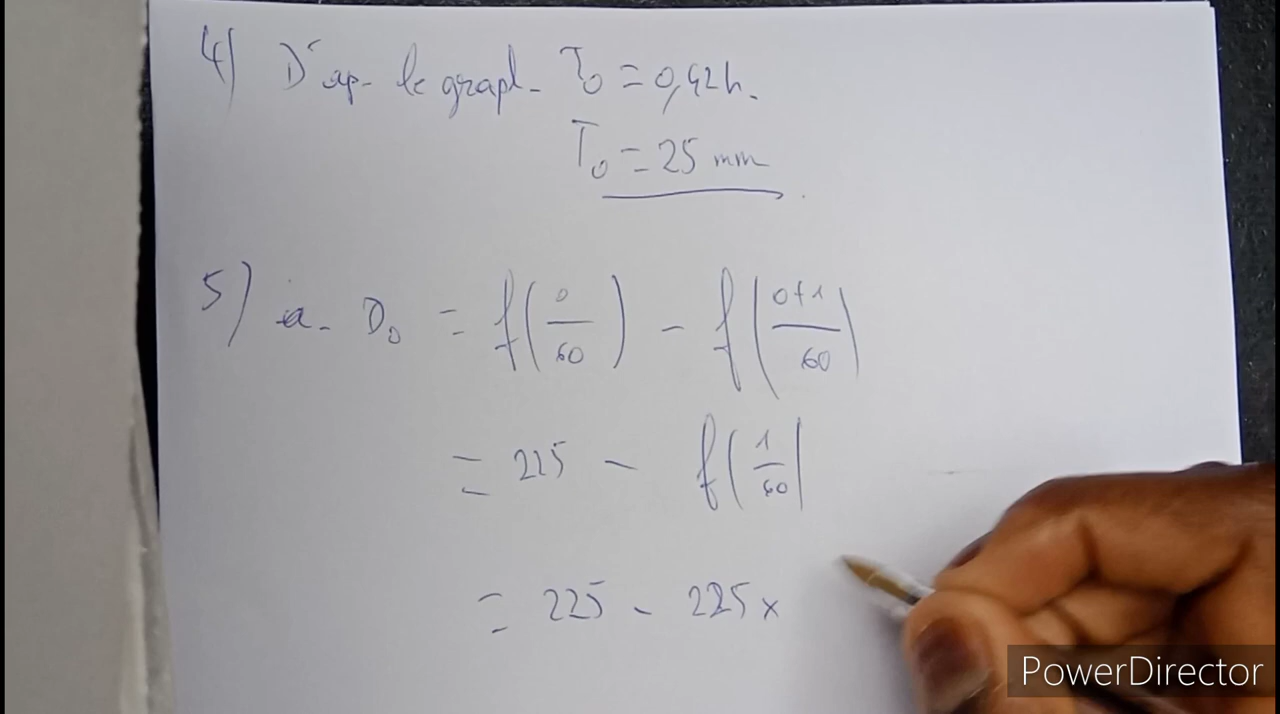 4) D'ap- le graph- T0 = 0,42h.
T0 = 25 mm
5) a- D0 = f(0/60) - f(0+1/60)
= 225 - f(1/60)
= 225 - 225 x
PowerDirector